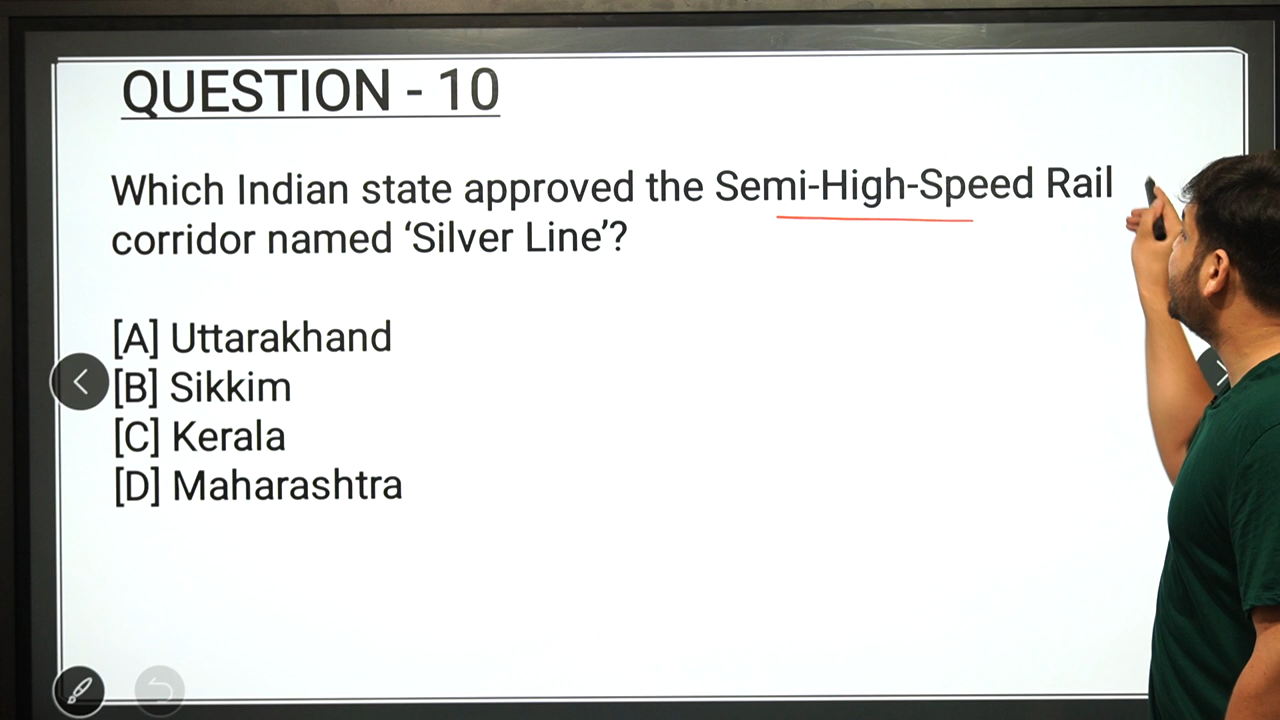 QUESTION - 10
Which Indian state approved the Semi-High-Speed Rail
corridor named ‘Silver Line’?
[A] Uttarakhand
[B] Sikkim
[C] Kerala
[D] Maharashtra